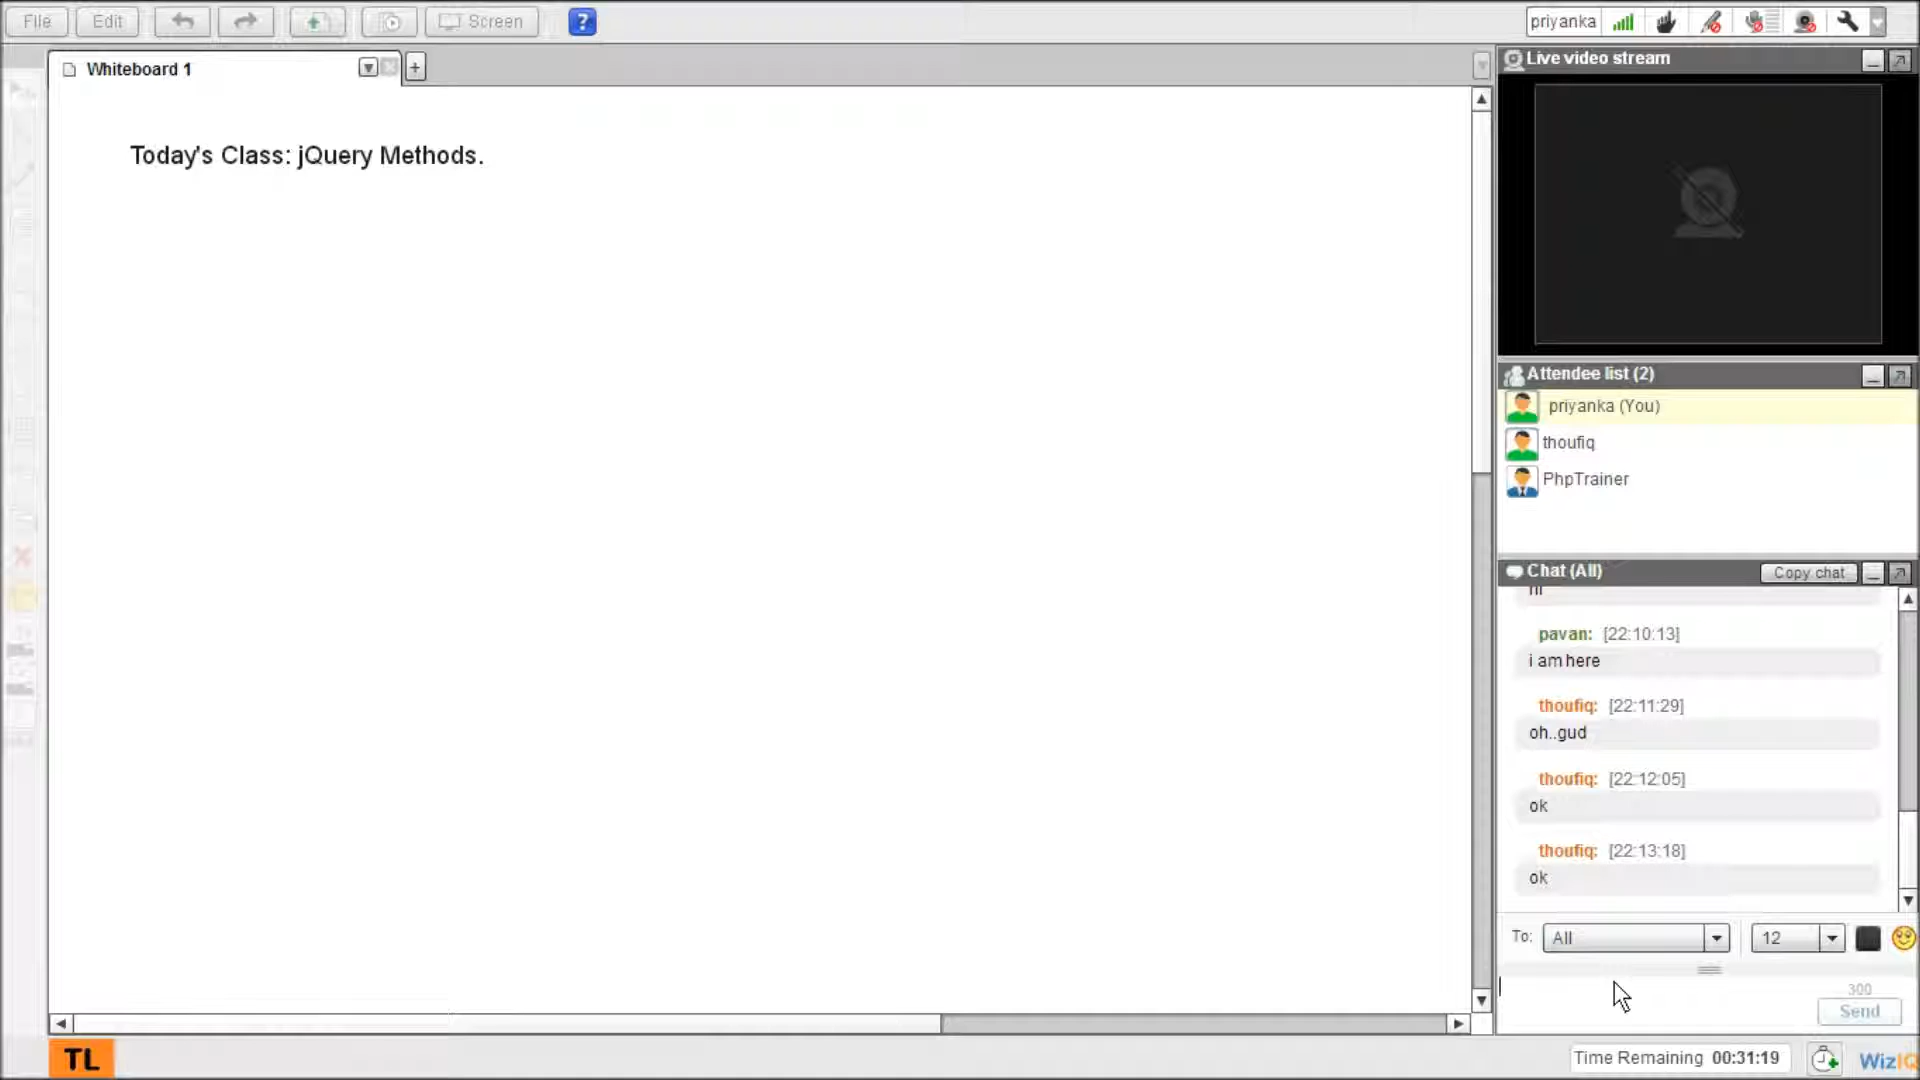 File Edit Screen ? priyanka
Whiteboard 1 +
Today's Class: jQuery Methods.
Live video stream
Attendee list (2)
priyanka (You)
thoufiq
PhpTrainer
Chat (All) Copy chat
pavan: [22:10:13]
i am here
thoufiq: [22:11:29]
oh..gud
thoufiq: [22:12:05]
ok
thoufiq: [22:13:18]
ok
To: All 12
300
Send
TL Time Remaining 00:31:19 WizIQ